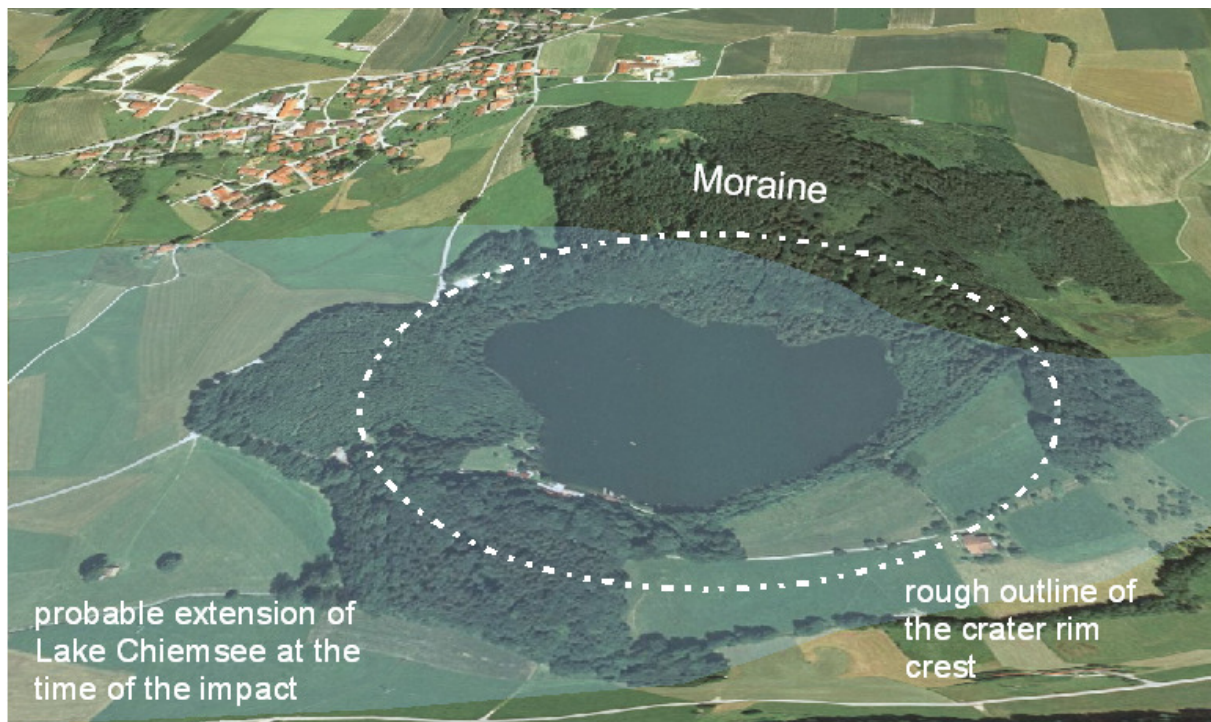 Moraine
probable extension of
Lake Chiemsee at the
time of the impact
rough outline of
the crater rim
crest